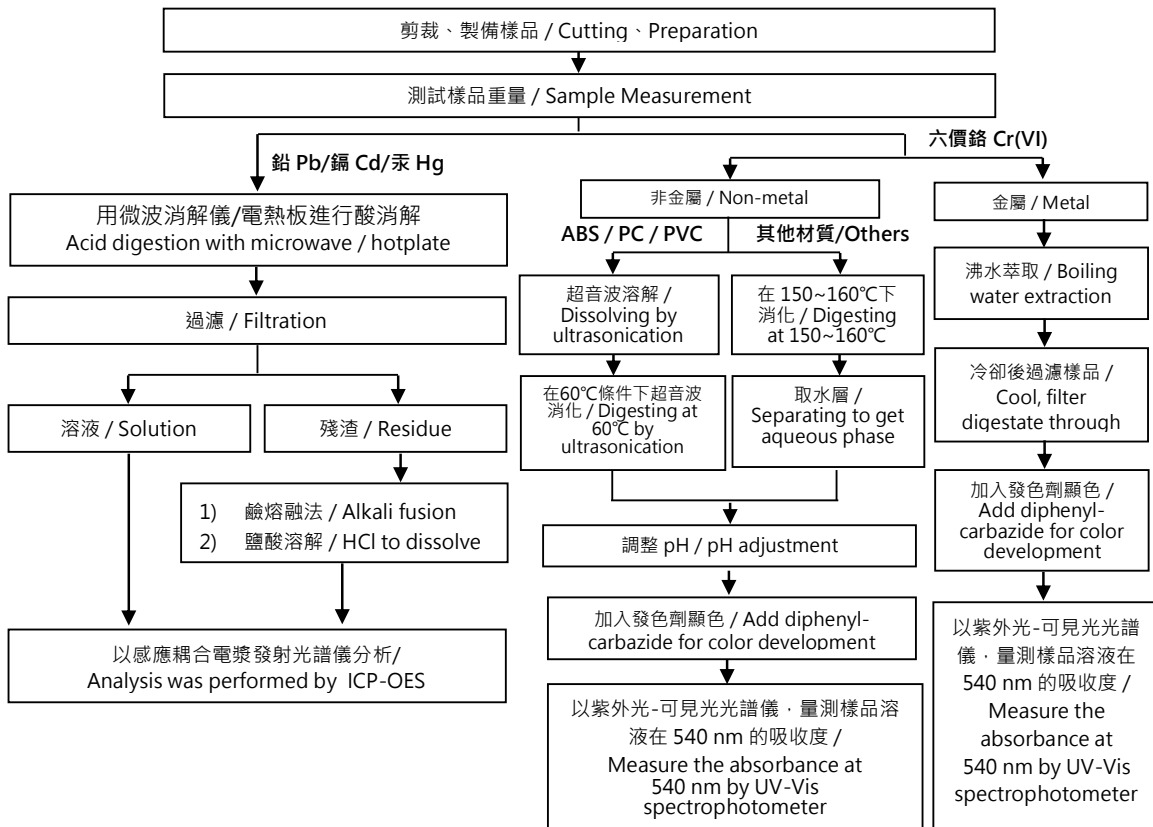 剪裁、製備樣品 / Cutting、Preparation
測試樣品重量 / Sample Measurement
鉛 Pb/鎘 Cd/汞 Hg
六價鉻 Cr(VI)
用微波消解儀/電熱板進行酸消解
Acid digestion with microwave / hotplate
過濾 / Filtration
溶液 / Solution
殘渣 / Residue
1) 鹼熔融法 / Alkali fusion
2) 鹽酸溶解 / HCl to dissolve
以感應耦合電漿發射光譜儀分析/
Analysis was performed by ICP-OES
非金屬 / Non-metal
ABS / PC / PVC
其他材質/Others
超音波溶解 /
Dissolving by
ultrasonication
在60℃條件下超音波
消化 / Digesting at
60℃ by
ultrasonication
在 150~160℃下
消化 / Digesting
at 150~160℃
取水層 /
Separating to get
aqueous phase
調整 pH / pH adjustment
加入發色劑顯色 / Add diphenyl-
carbazide for color development
以紫外光-可見光光譜儀，量測樣品溶
液在 540 nm 的吸收度 /
Measure the absorbance at
540 nm by UV-Vis
spectrophotometer
金屬 / Metal
沸水萃取 / Boiling
water extraction
冷卻後過濾樣品 /
Cool, filter
digestate through
加入發色劑顯色 /
Add diphenyl-
carbazide for color
development
以紫外光-可見光光譜
儀，量測樣品溶液在
540 nm 的吸收度 /
Measure the
absorbance at
540 nm by UV-Vis
spectrophotometer